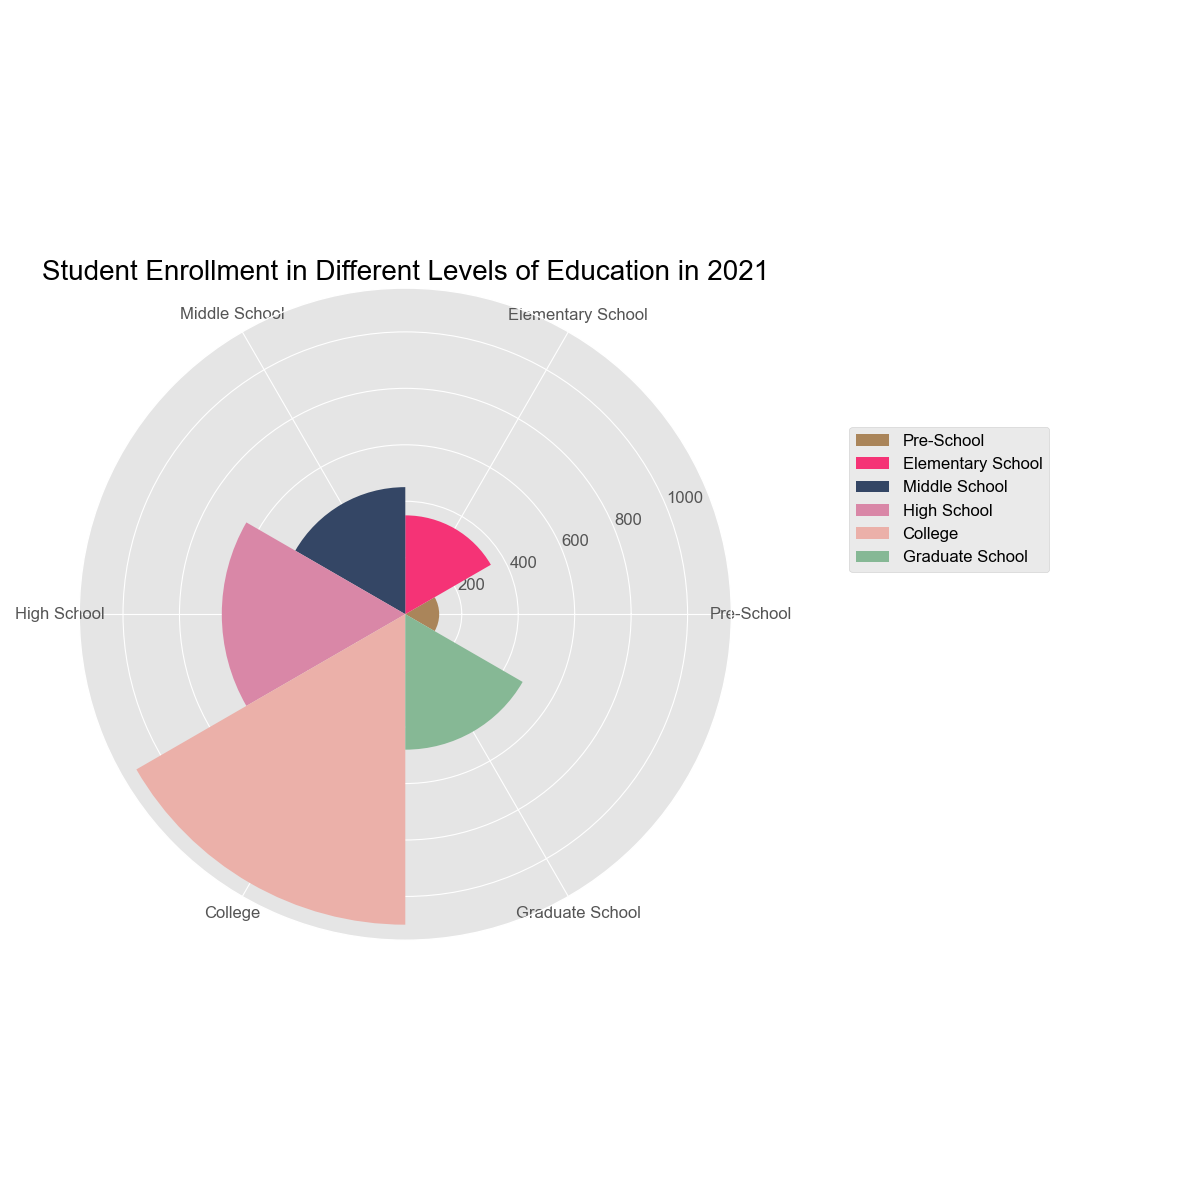 Student Enrollment in Different Levels of Education in 2021
Middle School
Elementary School
High School
Pre-School
College
Graduate School
200
400
600
800
1000
Pre-School
Elementary School
Middle School
High School
College
Graduate School